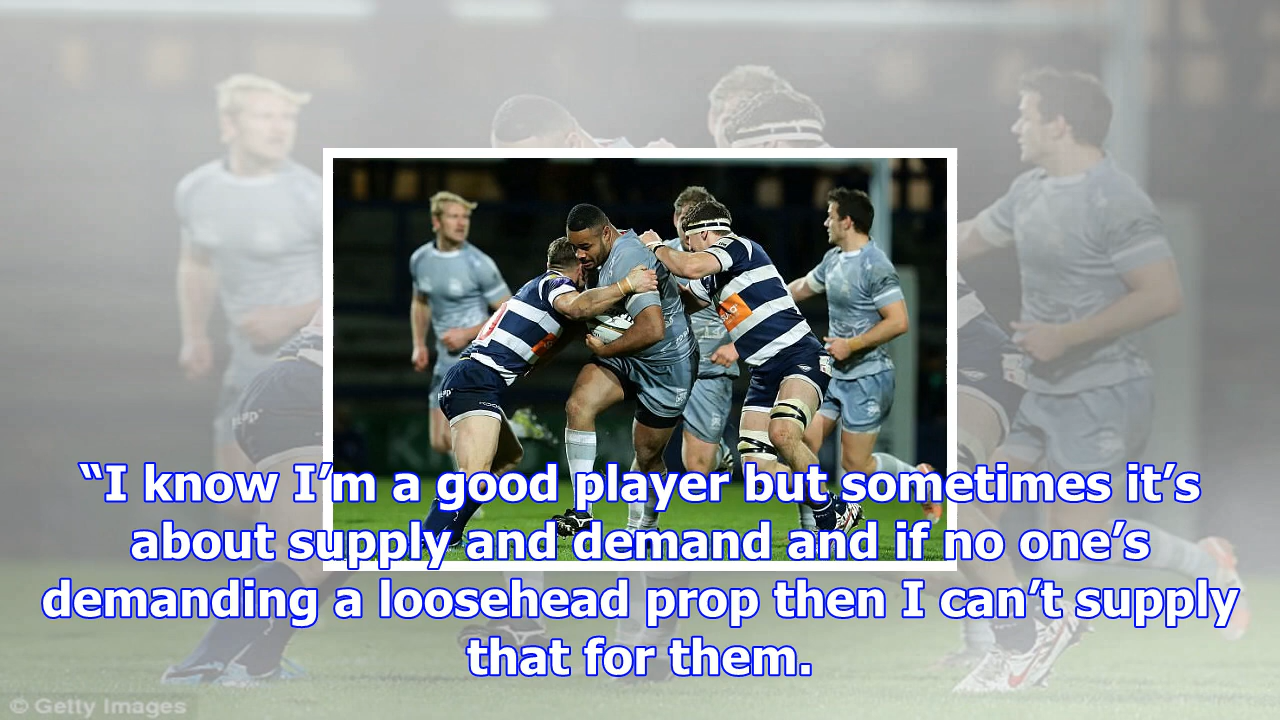 “I know I’m a good player but sometimes it’s
about supply and demand and if no one’s
demanding a loosehead prop then I can’t supply
that for them.
© Getty Images